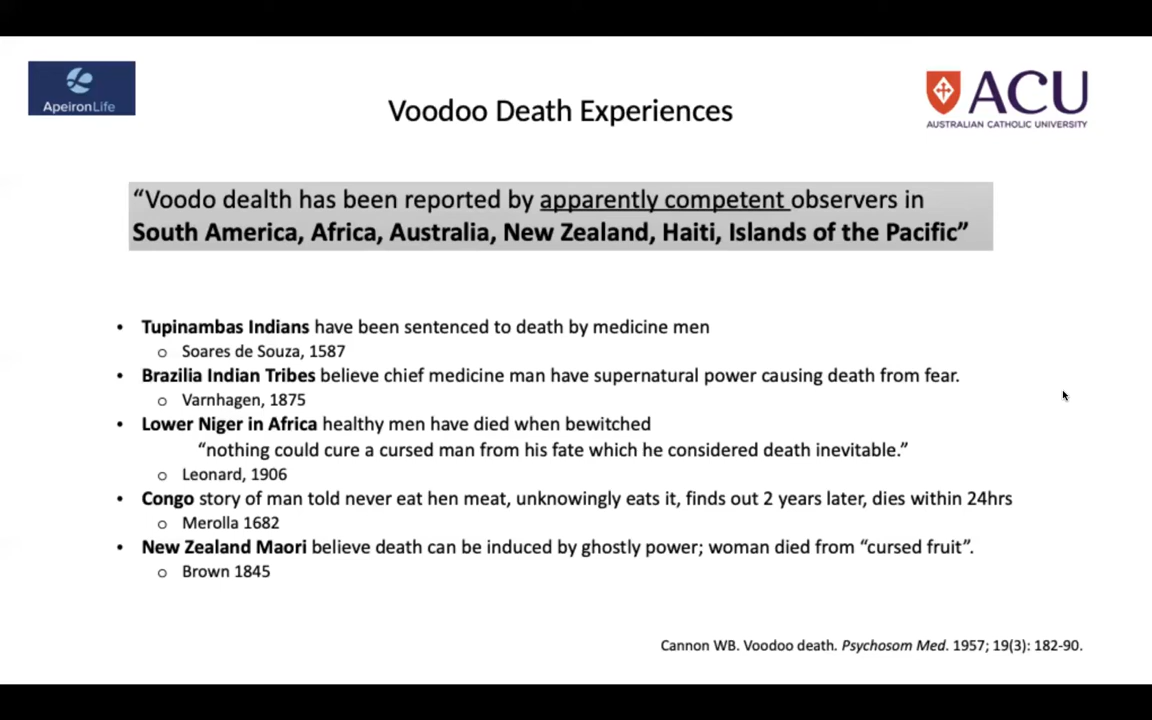 ApeironLife
ACU
AUSTRALIAN CATHOLIC UNIVERSITY
Voodoo Death Experiences
“Voodo dealth has been reported by apparently competent observers in
South America, Africa, Australia, New Zealand, Haiti, Islands of the Pacific”
• Tupinambas Indians have been sentenced to death by medicine men
o Soares de Souza, 1587
• Brazilia Indian Tribes believe chief medicine man have supernatural power causing death from fear.
o Varnhagen, 1875
• Lower Niger in Africa healthy men have died when bewitched
“nothing could cure a cursed man from his fate which he considered death inevitable.”
o Leonard, 1906
• Congo story of man told never eat hen meat, unknowingly eats it, finds out 2 years later, dies within 24hrs
o Merolla 1682
• New Zealand Maori believe death can be induced by ghostly power; woman died from “cursed fruit”.
o Brown 1845
Cannon WB. Voodoo death. Psychosom Med. 1957; 19(3): 182-90.